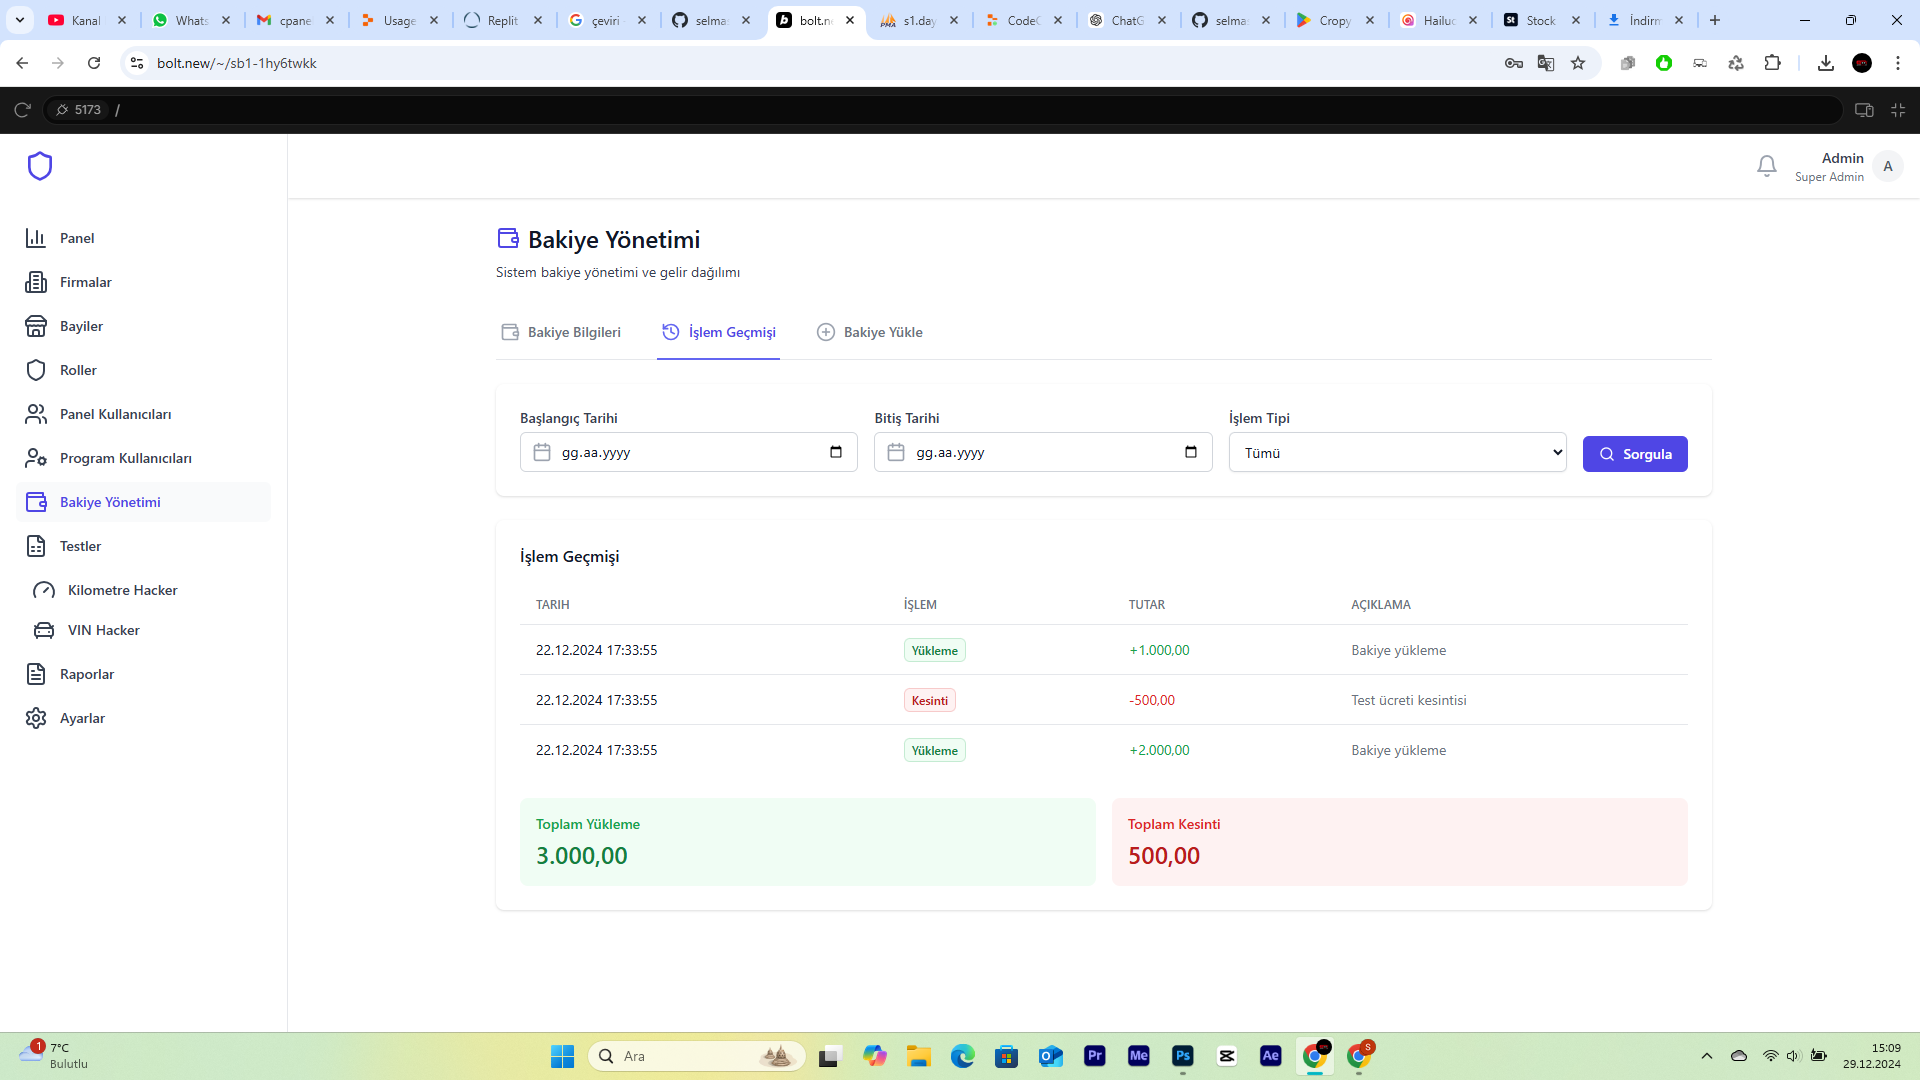 Kanal
Whats
cpane
Usage
Replit
çeviri
selma
bolt.ne
s1.day
CodeC
ChatG
selma
Cropy
Hailuo
Stock
İndirm
bolt.new/~/sb1-1hy6twkk
5173 /
Admin
Super Admin
A
Panel
Firmalar
Bayiler
Roller
Panel Kullanıcıları
Program Kullanıcıları
Bakiye Yönetimi
Testler
Kilometre Hacker
VIN Hacker
Raporlar
Ayarlar
Bakiye Yönetimi
Sistem bakiye yönetimi ve gelir dağılımı
Bakiye Bilgileri
İşlem Geçmişi
Bakiye Yükle
Başlangıç Tarihi
Bitiş Tarihi
İşlem Tipi
gg.aa.yyyy
gg.aa.yyyy
Tümü
Sorgula
İşlem Geçmişi
TARIH İŞLEM TUTAR AÇIKLAMA
22.12.2024 17:33:55 Yükleme +1.000,00 Bakiye yükleme
22.12.2024 17:33:55 Kesinti -500,00 Test ücreti kesintisi
22.12.2024 17:33:55 Yükleme +2.000,00 Bakiye yükleme
Toplam Yükleme
3.000,00
Toplam Kesinti
500,00
1
7°C
Bulutlu
Ara
Pr
Me
Ps
Ae
S
15:09
29.12.2024